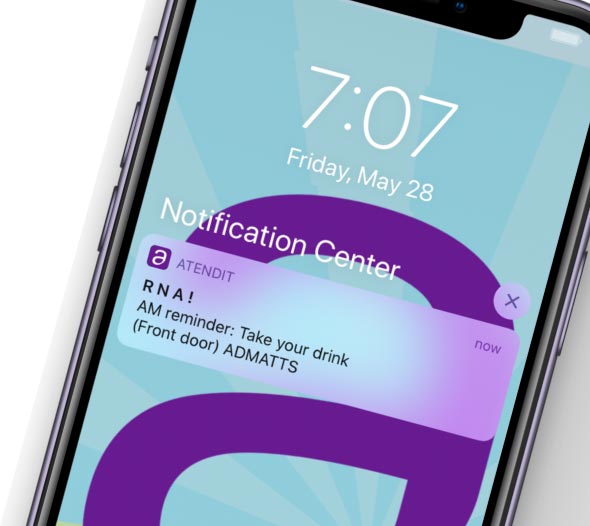 7:07
Friday, May 28
Notification Center
ATENDIT
now
R N A !
AM reminder: Take your drink
(Front door) ADMATTS